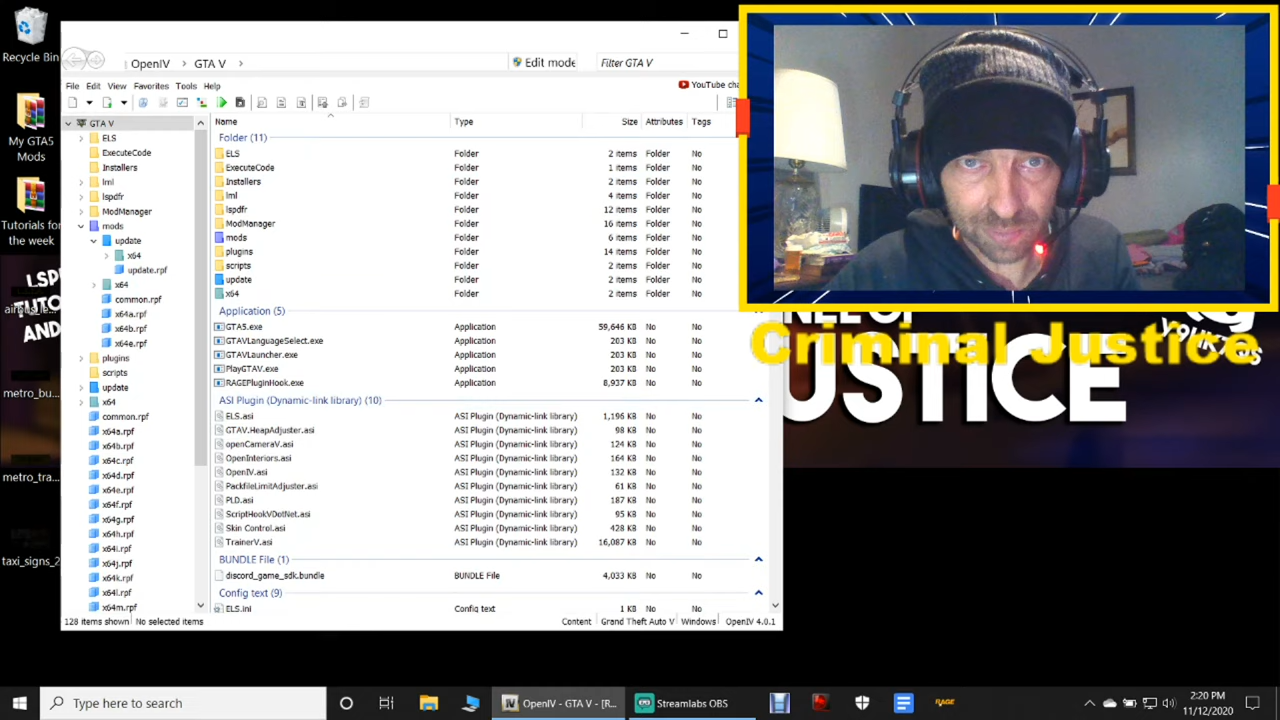 Recycle Bin
My GTA5
Mods
Tutorials for
the week
metro_bu
metro_tra
taxi_signs_2
OpenIV
GTA V
Edit mode
Filter GTA V
File Edit View Favorites Tools Help
YouTube cha
GTA V
ELS
ExecuteCode
Installers
lml
lspdfr
ModManager
mods
update
x64
update.rpf
x64
common.rpf
x64a.rpf
x64b.rpf
x64e.rpf
plugins
scripts
update
x64
common.rpf
x64a.rpf
x64b.rpf
x64c.rpf
x64d.rpf
x64e.rpf
x64f.rpf
x64g.rpf
x64h.rpf
x64i.rpf
x64j.rpf
x64k.rpf
x64l.rpf
x64m.rpf
Name Type Size Attributes Tags
Folder (11)
ELS Folder 2 items Folder No
ExecuteCode Folder 1 items Folder No
Installers Folder 2 items Folder No
lml Folder 4 items Folder No
lspdfr Folder 12 items Folder No
ModManager Folder 16 items Folder No
mods Folder 6 items Folder No
plugins Folder 14 items Folder No
scripts Folder 2 items Folder No
update Folder 2 items Folder No
x64 Folder 2 items Folder No
Application (5)
GTA5.exe Application 59,646 KB No No
GTAVLanguageSelect.exe Application 203 KB No No
GTAVLauncher.exe Application 203 KB No No
PlayGTAV.exe Application 203 KB No No
RAGEPluginHook.exe Application 8,937 KB No No
ASI Plugin (Dynamic-link library) (10)
ELS.asi ASI Plugin (Dynamic-link library) 1,196 KB No No
GTAV.HeapAdjuster.asi ASI Plugin (Dynamic-link library) 98 KB No No
openCameraV.asi ASI Plugin (Dynamic-link library) 124 KB No No
OpenInteriors.asi ASI Plugin (Dynamic-link library) 164 KB No No
OpenIV.asi ASI Plugin (Dynamic-link library) 132 KB No No
PackfileLimitAdjuster.asi ASI Plugin (Dynamic-link library) 61 KB No No
PLD.asi ASI Plugin (Dynamic-link library) 187 KB No No
ScriptHookVDotNet.asi ASI Plugin (Dynamic-link library) 95 KB No No
Skin Control.asi ASI Plugin (Dynamic-link library) 428 KB No No
TrainerV.asi ASI Plugin (Dynamic-link library) 16,087 KB No No
BUNDLE File (1)
discord_game_sdk.bundle BUNDLE File 4,033 KB No No
Config text (9)
ELS.ini Config text 1 KB No No
128 items shown No selected items Content Grand Theft Auto V Windows OpenIV 4.0.1
Criminal Justice
USTICE
Type here to search
OpenIV - GTA V - [R...
Streamlabs OBS
RAGE
2:20 PM
11/12/2020